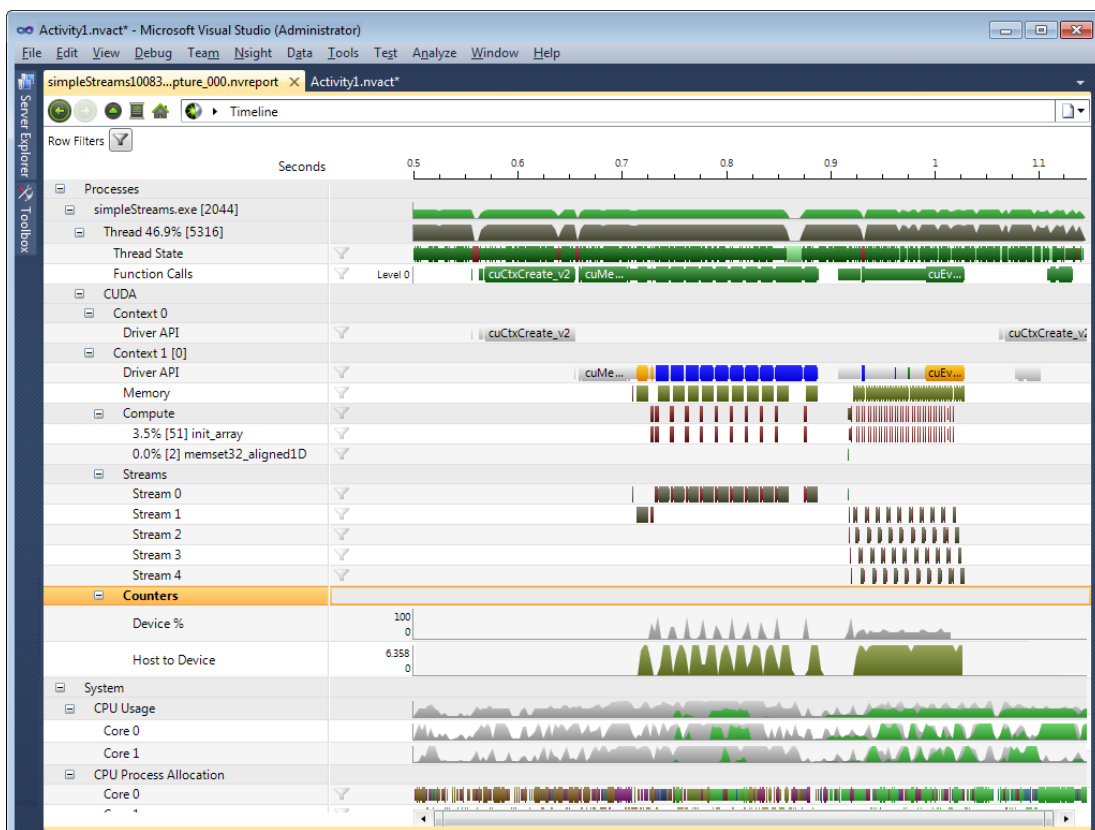 Activity1.nvact* - Microsoft Visual Studio (Administrator)
File Edit View Debug Team Nsight Data Tools Test Analyze Window Help
Server Explorer
Toolbox
simpleStreams10083...pture_000.nvreport Activity1.nvact*
Timeline
Row Filters
Seconds 0.5 0.6 0.7 0.8 0.9 1 1.1
Processes
simpleStreams.exe [2044]
Thread 46.9% [5316]
Thread State
Function Calls Level 0 cuCtxCreate_v2 cuMe... cuEv...
CUDA
Context 0
Driver API cuCtxCreate_v2 cuCtxCreate_v2
Context 1 [0]
Driver API cuMe... cuEv...
Memory
Compute
3.5% [51] init_array
0.0% [2] memset32_aligned1D
Streams
Stream 0
Stream 1
Stream 2
Stream 3
Stream 4
Counters
Device % 100
0
Host to Device 6.358
0
System
CPU Usage
Core 0
Core 1
CPU Process Allocation
Core 0